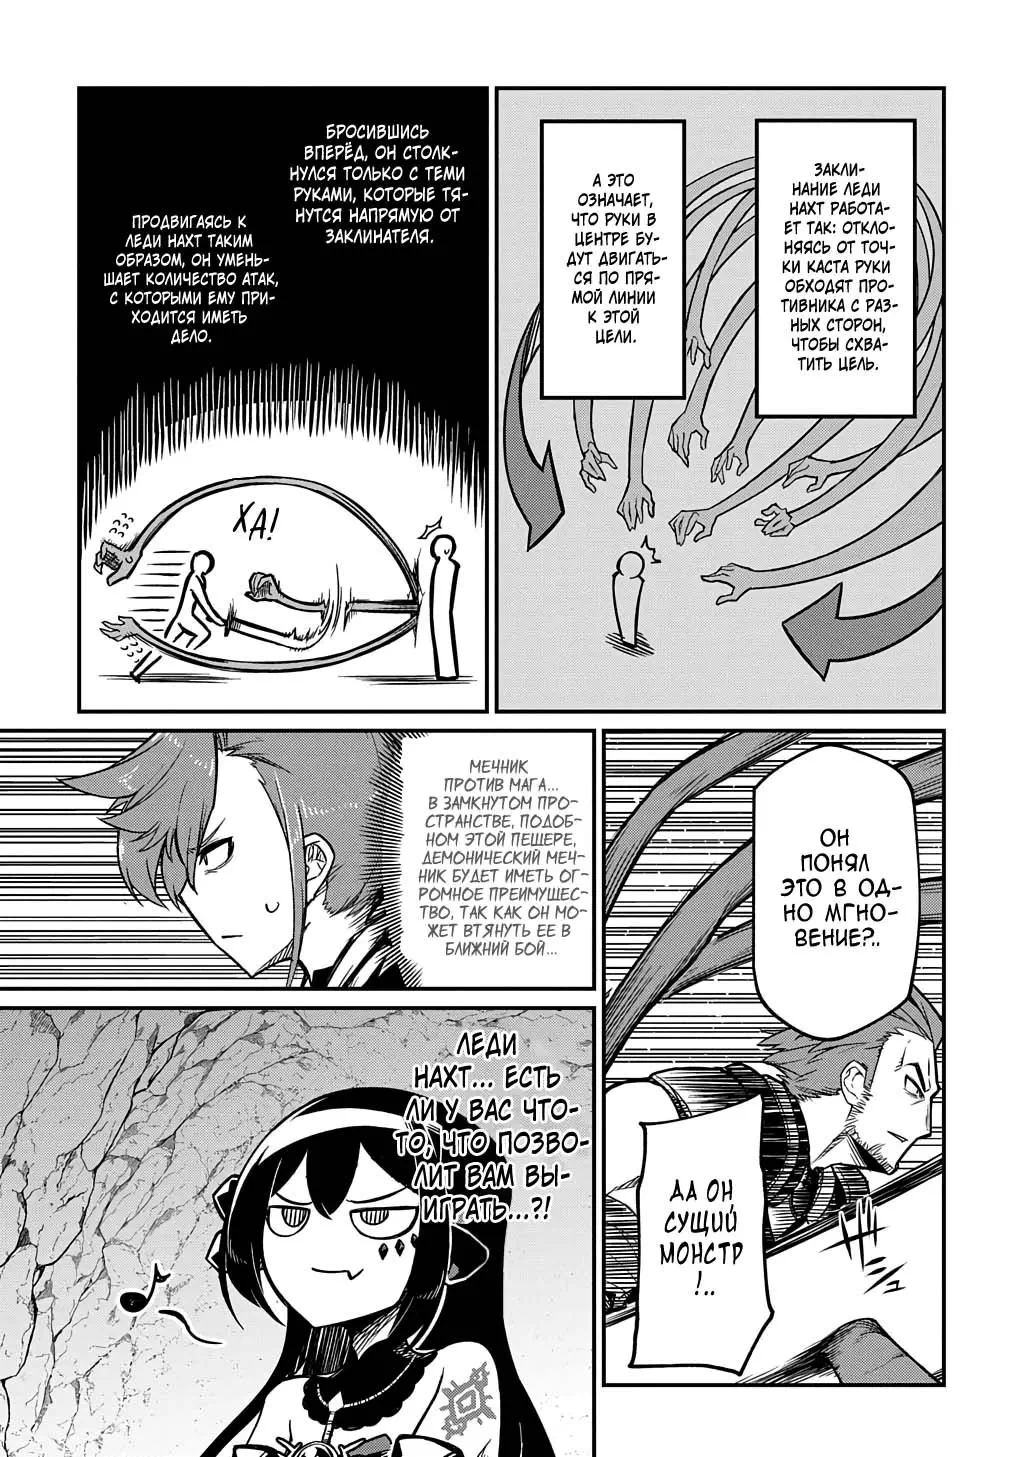 ЗАКЛИ-
НАНИЕ ЛЕДИ
НАХТ РАБОТА-
ЕТ ТАК: ОТКЛО-
НЯЯСЬ ОТ ТОЧ-
КИ КАСТА РУКИ
ОБХОДЯТ ПРО-
ТИВНИКА С РАЗ-
НЫХ СТОРОН,
ЧТОБЫ СХВА-
ТИТЬ ЦЕЛЬ.
А ЭТО
ОЗНАЧАЕТ,
ЧТО РУКИ В
ЦЕНТРЕ БУ-
ДУТ ДВИГАТЬ-
СЯ ПО ПРЯ-
МОЙ ЛИНИИ
К ЭТОЙ
ЦЕЛИ.
БРОСИВШИСЬ
ВПЕРЁД, ОН СТОЛК-
НУЛСЯ ТОЛЬКО С ТЕМИ
РУКАМИ, КОТОРЫЕ ТЯ-
НУТСЯ НАПРЯМУЮ ОТ
ЗАКЛИНАТЕЛЯ.
ПРОДВИГАЯСЬ К
ЛЕДИ НАХТ ТАКИМ
ОБРАЗОМ, ОН УМЕНЬ-
ШАЕТ КОЛИЧЕСТВО АТАК,
С КОТОРЫМИ ЕМУ ПРИ-
ХОДИТСЯ ИМЕТЬ
ДЕЛО.
ХА!
ОН
ПОНЯЛ
ЭТО В ОД-
НО МГНО-
ВЕНИЕ?..
ДА ОН
СУЩИЙ
МОНСТР
!..
МЕЧНИК
ПРОТИВ МАГА...
В ЗАМКНУТОМ ПРО-
СТРАНСТВЕ, ПОДОБ-
НОМ ЭТОЙ ПЕЩЕРЕ,
ДЕМОНИЧЕСКИЙ МЕЧ-
НИК БУДЕТ ИМЕТЬ ОГ-
РОМНОЕ ПРЕИМУЩЕС-
ТВО, ТАК КАК ОН МО-
ЖЕТ ВТЯНУТЬ ЕЕ В
БЛИЖНИЙ БОЙ...
ЛЕДИ
НАХТ... ЕСТЬ
ЛИ У ВАС ЧТО-
ТО, ЧТО ПОЗВО-
ЛИТ ВАМ ВЫ-
ИГРАТЬ...?!